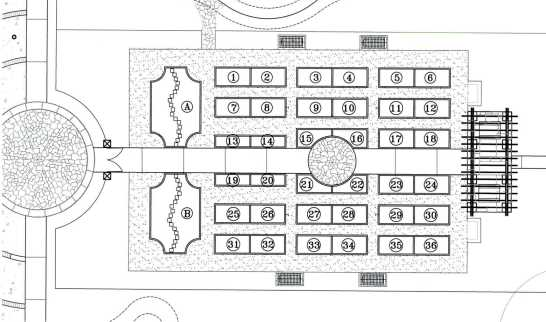 ① ② ③ ④ ⑤ ⑥
Ⓐ
⑦ ⑧ ⑨ ⑩ ⑪ ⑫
⑬ ⑭ ⑮ ⑯ ⑰ ⑱
⑲ ⑳ ㉑ ㉒ ㉓ ㉔
Ⓑ
㉕ ㉖ ㉗ ㉘ ㉙ ㉚
㉛ ㉜ ㉝ ㉞ ㉟ ㊱